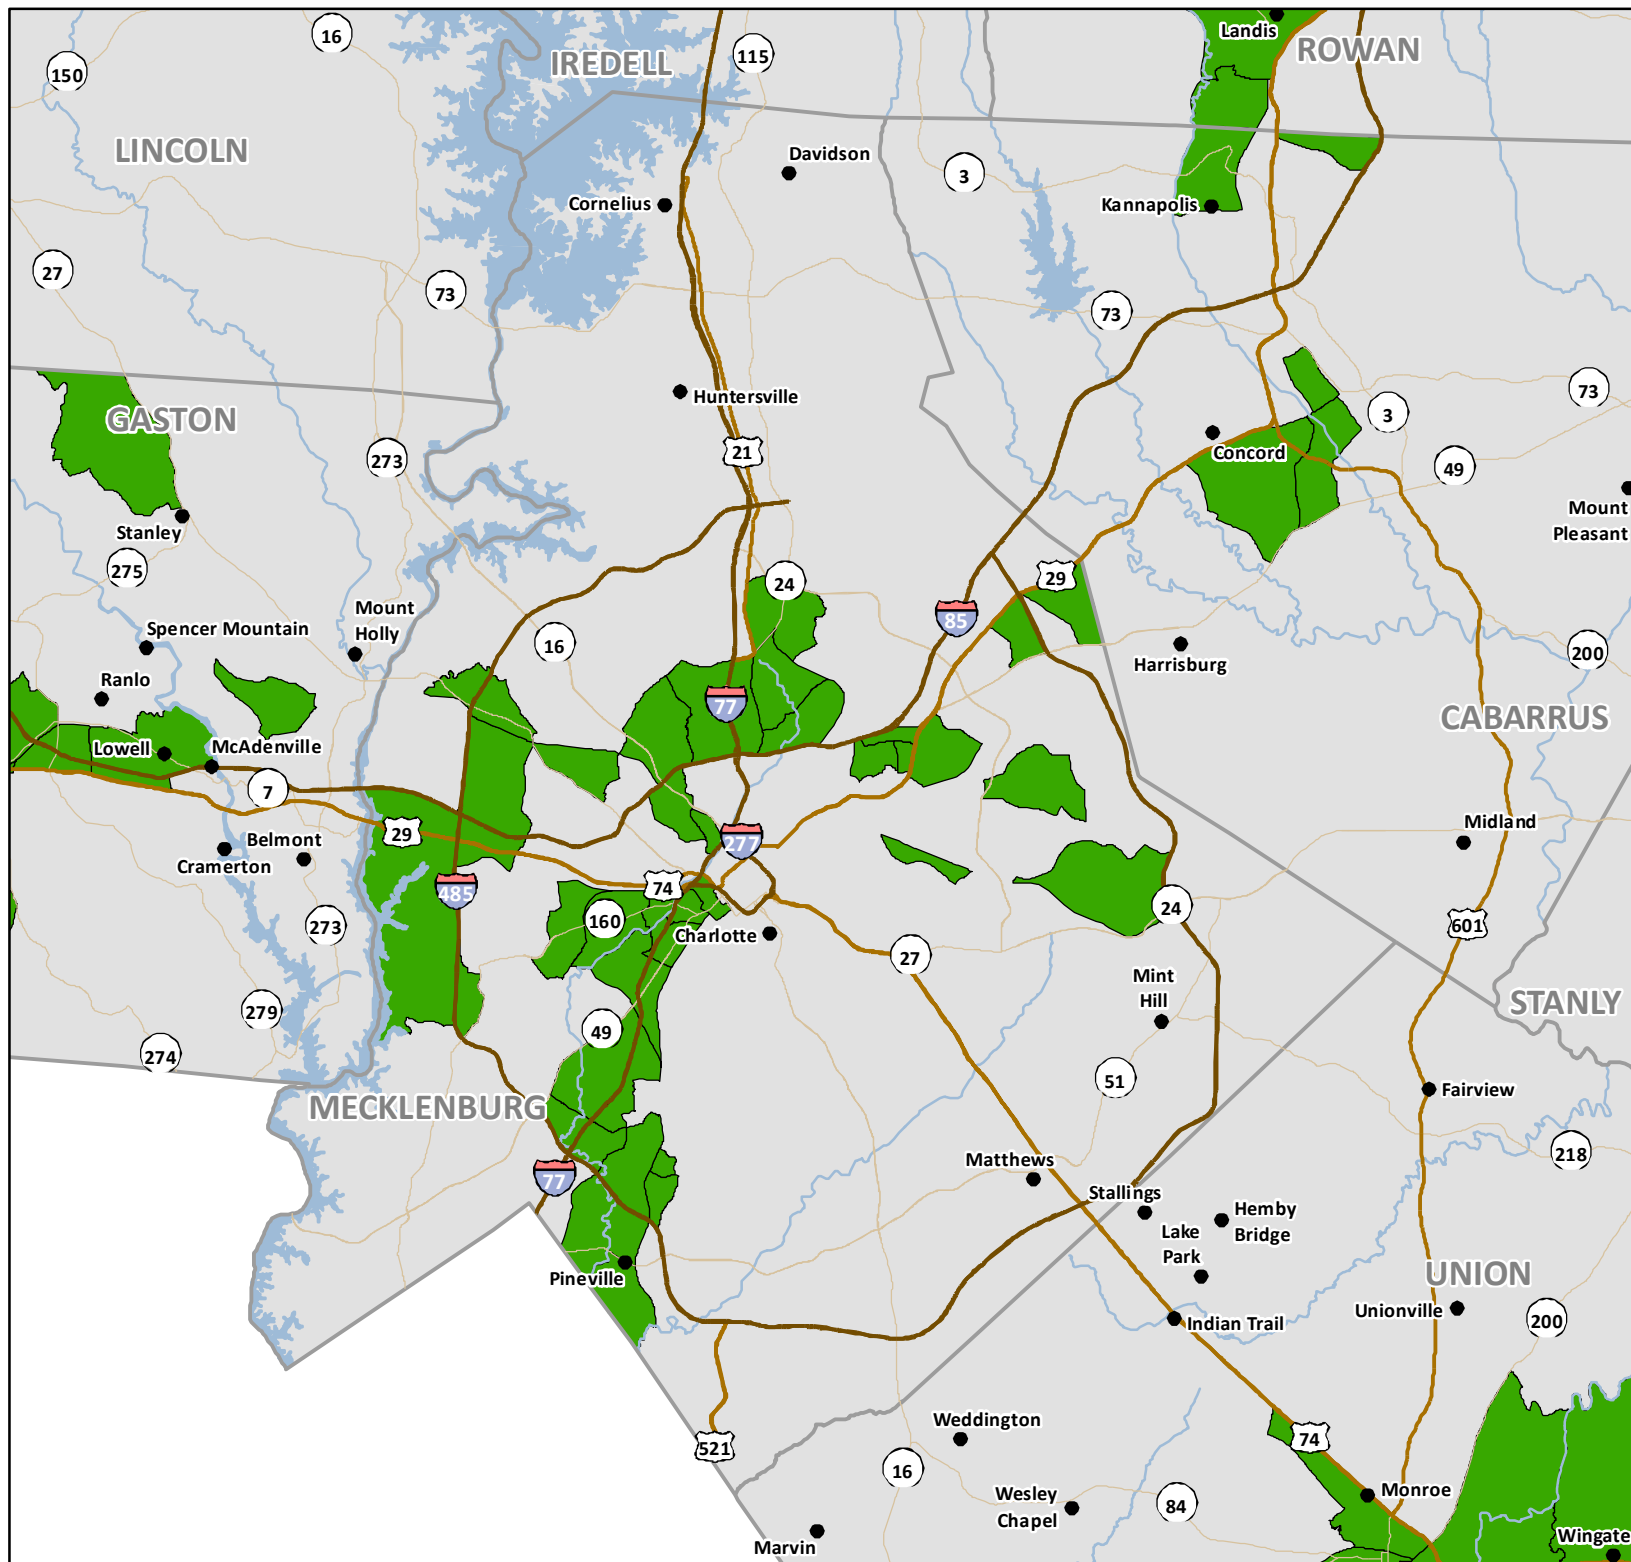 Landis
16
ROWAN
115
IREDELL
150
LINCOLN
Davidson
3
Cornelius
Kannapolis
27
73
73
Huntersville
73
3
GASTON
21
Concord
273
49
Mount
Pleasant
Stanley
275
24
29
Mount
Holly
85
Spencer Mountain
16
200
Harrisburg
Ranlo
77
CABARRUS
Lowell
McAdenville
7
29
277
Midland
Belmont
Cramerton
485
74
24
160
273
601
Charlotte
27
Mint
Hill
STANLY
279
49
274
51
Fairview
MECKLENBURG
218
Matthews
77
Stallings
Hemby
Bridge
Lake
Park
Pineville
UNION
Unionville
Indian Trail
200
Weddington
521
74
16
Monroe
Wesley
Chapel
84
Wingate
Marvin